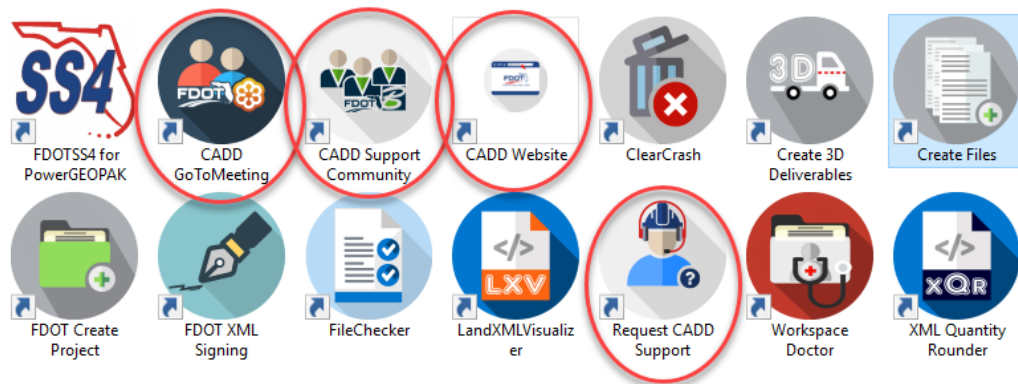 SS4
FDOT
FDOT
FDOT
3D
FDOTSS4 for
PowerGEOPAK
CADD
GoToMeeting
CADD Support
Community
CADD Website
ClearCrash
Create 3D
Deliverables
Create Files
</>
LXV
?
</>
XQR
FDOT Create
Project
FDOT XML
Signing
FileChecker
LandXMLVisualiz
er
Request CADD
Support
Workspace
Doctor
XML Quantity
Rounder